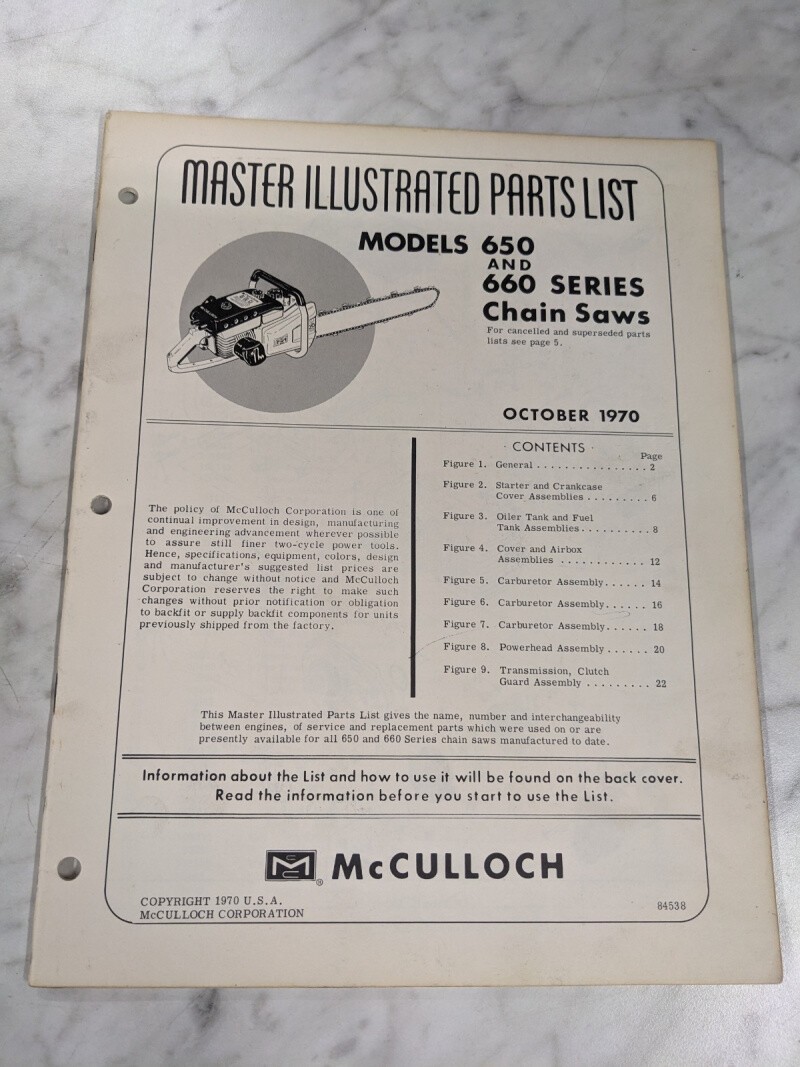 MASTER ILLUSTRATED PARTS LIST
MODELS 650
AND
660 SERIES
Chain Saws
For cancelled and superseded parts
lists see page 5.
OCTOBER 1970
The policy of McCulloch Corporation is one of
continual improvement in design, manufacturing
and engineering advancement wherever possible
to assure still finer two-cycle power tools.
Hence, specifications, equipment, colors, design
and manufacturer's suggested list prices are
subject to change without notice and McCulloch
Corporation reserves the right to make such
changes without prior notification or obligation
to backfit or supply backfit components for units
previously shipped from the factory.
· CONTENTS ·
Page
Figure 1. General . . . . . . . . . . . . . . . . 2
Figure 2. Starter and Crankcase
Cover Assemblies . . . . . . . . . 6
Figure 3. Oiler Tank and Fuel
Tank Assemblies . . . . . . . . . . 8
Figure 4. Cover and Airbox
Assemblies . . . . . . . . . . . . 12
Figure 5. Carburetor Assembly. . . . . . 14
Figure 6. Carburetor Assembly. . . . . . 16
Figure 7. Carburetor Assembly. . . . . . 18
Figure 8. Powerhead Assembly . . . . . . 20
Figure 9. Transmission, Clutch
Guard Assembly . . . . . . . . . 22
This Master Illustrated Parts List gives the name, number and interchangeability
between engines, of service and replacement parts which were used on or are
presently available for all 650 and 660 Series chain saws manufactured to date.
Information about the List and how to use it will be found on the back cover.
Read the information before you start to use the List.
McCULLOCH
COPYRIGHT 1970 U.S.A.
McCULLOCH CORPORATION
84538